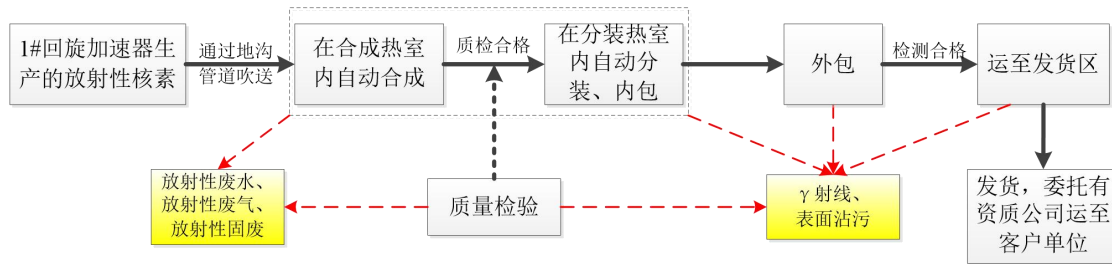 1#回旋加速器生
产的放射性核素
通过地沟
管道吹送
在合成热室
内自动合成
质检合格
在分装热室
内自动分
装、内包
外包
检测合格
运至发货区
放射性废水、
放射性废气、
放射性固废
质量检验
γ射线、
表面沾污
发货，委托有
资质公司运至
客户单位